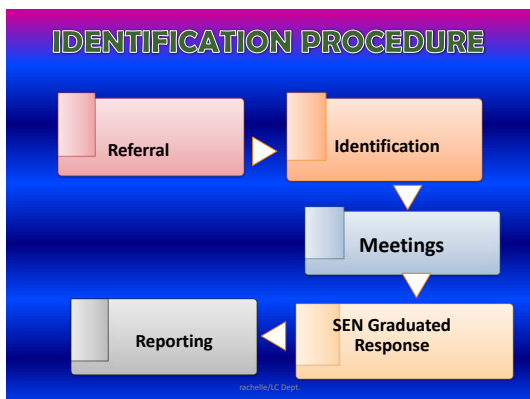 IDENTIFICATION PROCEDURE
Referral
Identification
Meetings
SEN Graduated
Response
Reporting
rachelle/LC Dept.